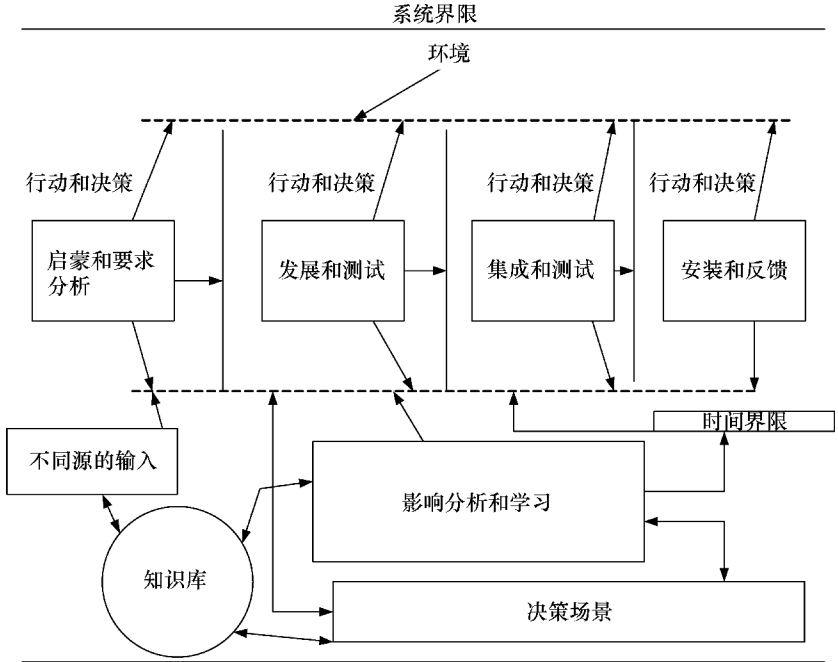 系统界限
环境
行动和决策
行动和决策
行动和决策
行动和决策
启蒙和要求
分析
发展和测试
集成和测试
安装和反馈
时间界限
不同源的输入
影响分析和学习
知识库
决策场景